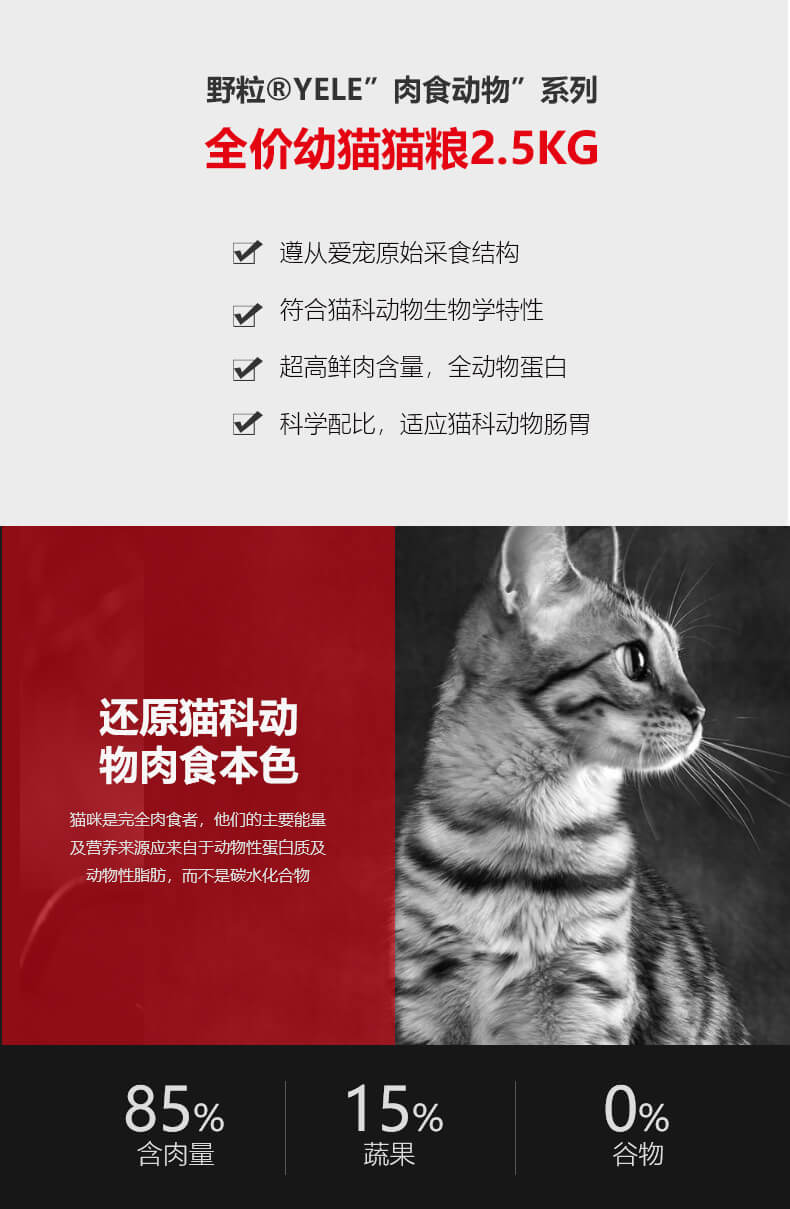 野粒®YELE”肉食动物”系列
全价幼猫猫粮2.5KG
遵从爱宠原始采食结构
符合猫科动物生物学特性
超高鲜肉含量，全动物蛋白
科学配比，适应猫科动物肠胃
还原猫科动
物肉食本色
猫咪是完全肉食者，他们的主要能量
及营养来源应来自于动物性蛋白质及
动物性脂肪，而不是碳水化合物
85% 15% 0%
含肉量 蔬果 谷物